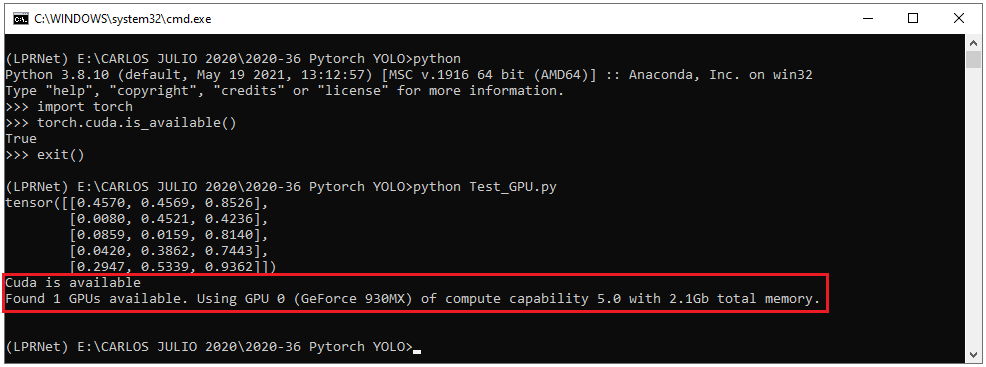 C:\WINDOWS\system32\cmd.exe
(LPRNet) E:\CARLOS JULIO 2020\2020-36 Pytorch YOLO>python
Python 3.8.10 (default, May 19 2021, 13:12:57) [MSC v.1916 64 bit (AMD64)] :: Anaconda, Inc. on win32
Type "help", "copyright", "credits" or "license" for more information.
>>> import torch
>>> torch.cuda.is_available()
True
>>> exit()
(LPRNet) E:\CARLOS JULIO 2020\2020-36 Pytorch YOLO>python Test_GPU.py
tensor([[0.4570, 0.4569, 0.8526],
        [0.0080, 0.4521, 0.4236],
        [0.0859, 0.0159, 0.8140],
        [0.0420, 0.3862, 0.7443],
        [0.2947, 0.5339, 0.9362]])
Cuda is available
Found 1 GPUs available. Using GPU 0 (GeForce 930MX) of compute capability 5.0 with 2.1Gb total memory.
(LPRNet) E:\CARLOS JULIO 2020\2020-36 Pytorch YOLO>